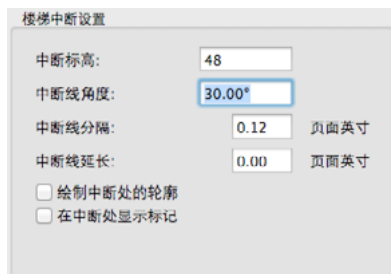 楼梯中断设置
中断标高: 48
中断线角度: 30.00°
中断线分隔: 0.12 页面英寸
中断线延长: 0.00 页面英寸
绘制中断处的轮廓
在中断处显示标记